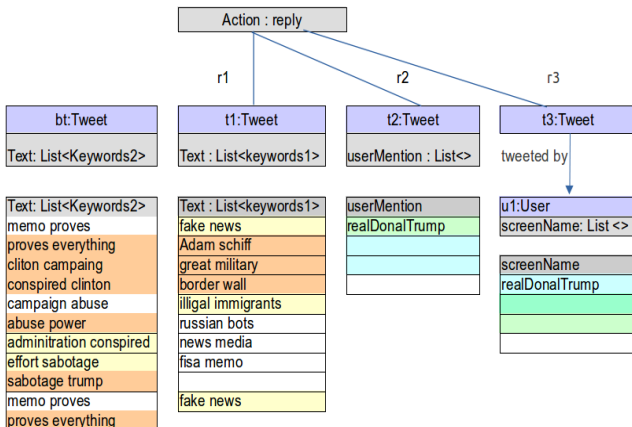 Action : reply
r1
r2
r3
bt:Tweet
Text: List<Keywords2>
t1:Tweet
Text : List<keywords1>
t2:Tweet
userMention : List<>
t3:Tweet
tweeted by
Text: List<Keywords2>
memo proves
proves everything
cliton campaing
conspired clinton
campaign abuse
abuse power
adminitration conspired
effort sabotage
sabotage trump
memo proves
proves everything
Text : List<keywords1>
fake news
Adam schiff
great military
border wall
illigal immigrants
russian bots
news media
fisa memo
fake news
userMention
realDonalTrump
u1:User
screenName: List <>
screenName
realDonalTrump